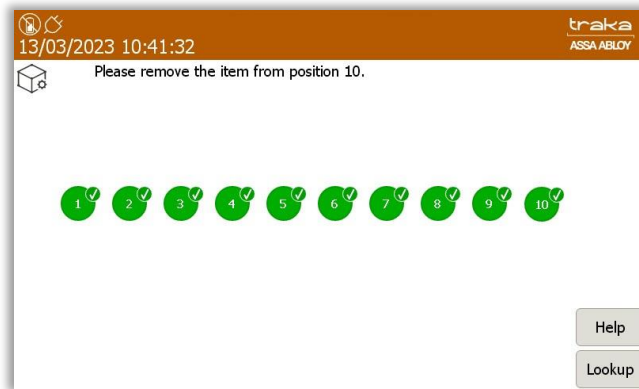 traka
13/03/2023 10:41:32
ASSA ABLOY
Please remove the item from position 10.
1 2 3 4 5 6 7 8 9 10
Help
Lookup